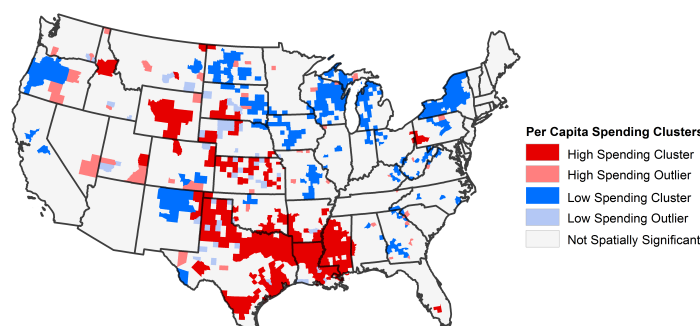 Per Capita Spending Clusters
High Spending Cluster
High Spending Outlier
Low Spending Cluster
Low Spending Outlier
Not Spatially Significant